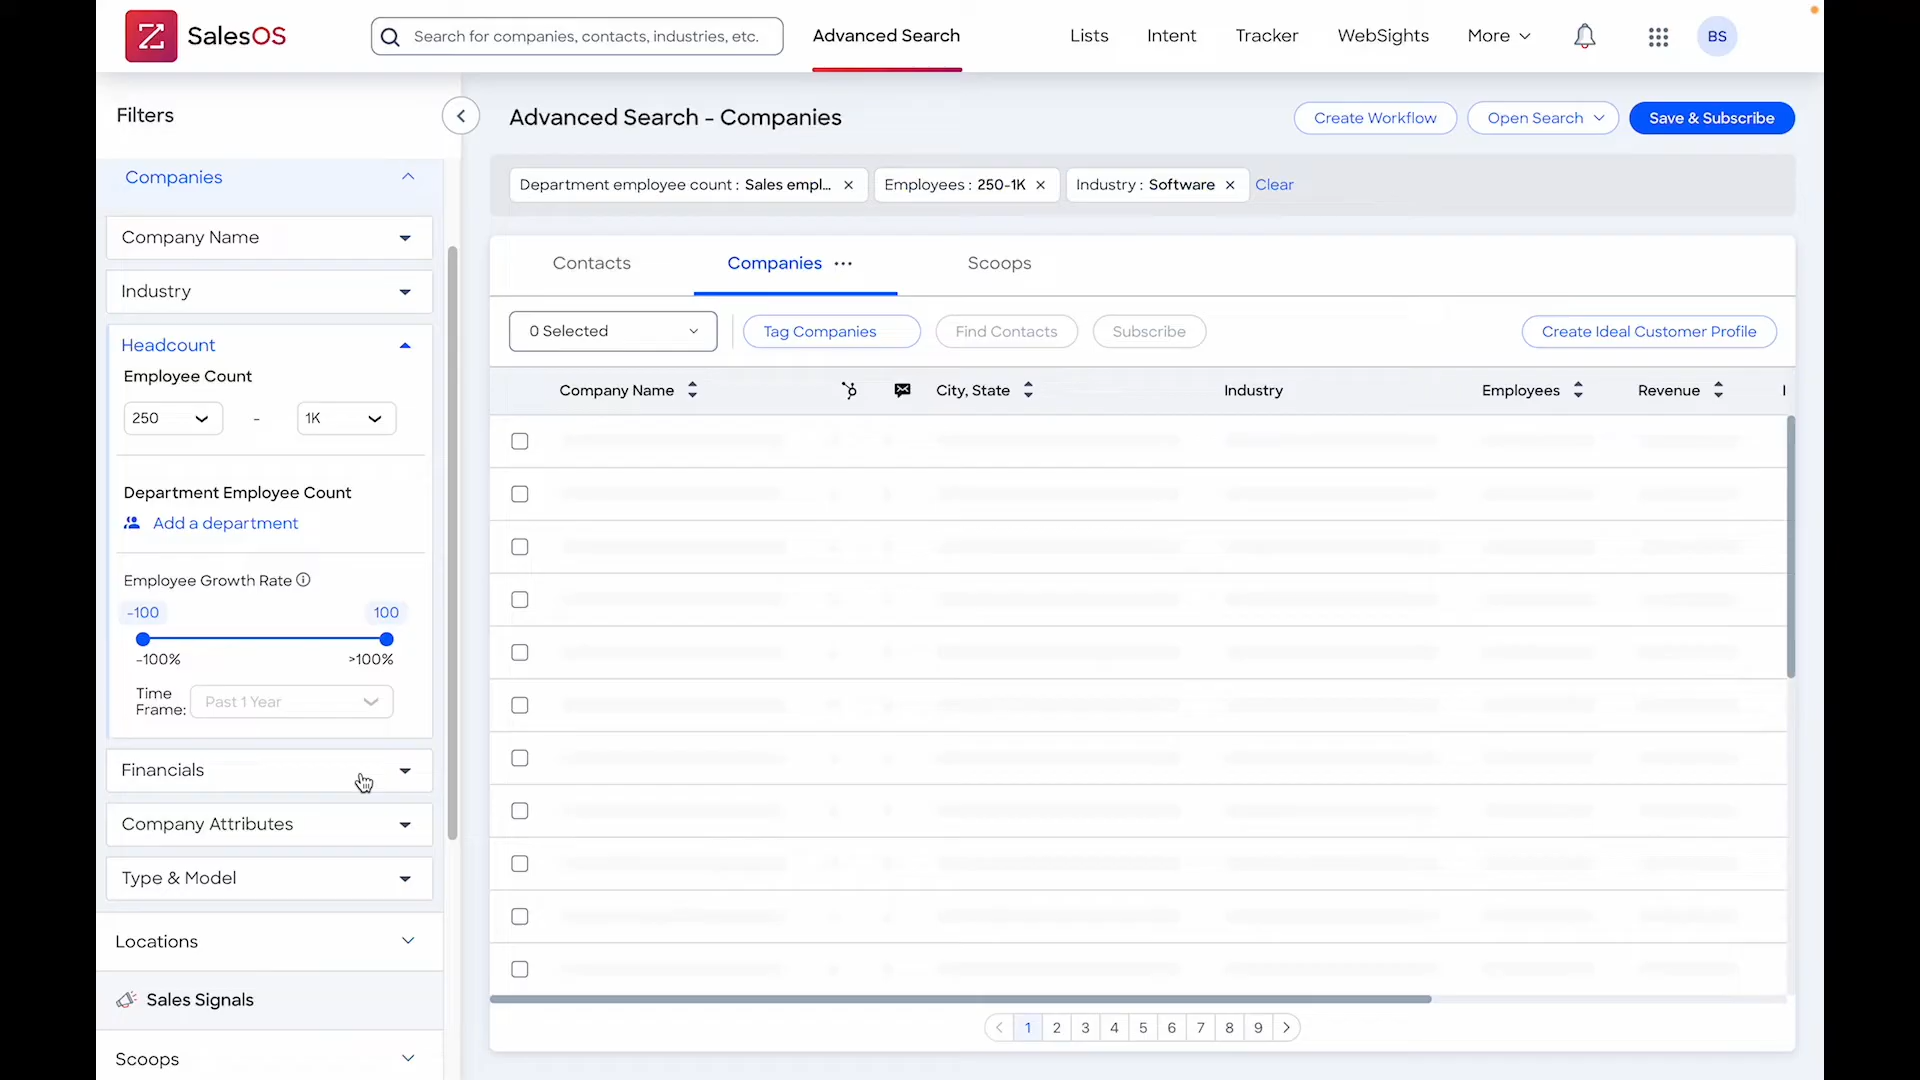 SalesOS
Search for companies, contacts, industries, etc.
Advanced Search
Lists
Intent
Tracker
WebSights
More
BS
Filters
Advanced Search - Companies
Create Workflow
Open Search
Save & Subscribe
Companies
Department employee count : Sales empl... ×
Employees : 250-1K ×
Industry : Software ×
Clear
Company Name
Industry
Headcount
Employee Count
250 - 1K
Department Employee Count
Add a department
Employee Growth Rate
-100 100
-100% >100%
Time
Frame: Past 1 Year
Financials
Company Attributes
Type & Model
Locations
Sales Signals
Scoops
Contacts
Companies ...
Scoops
0 Selected
Tag Companies
Find Contacts
Subscribe
Create Ideal Customer Profile
Company Name
City, State
Industry
Employees
Revenue
1 2 3 4 5 6 7 8 9